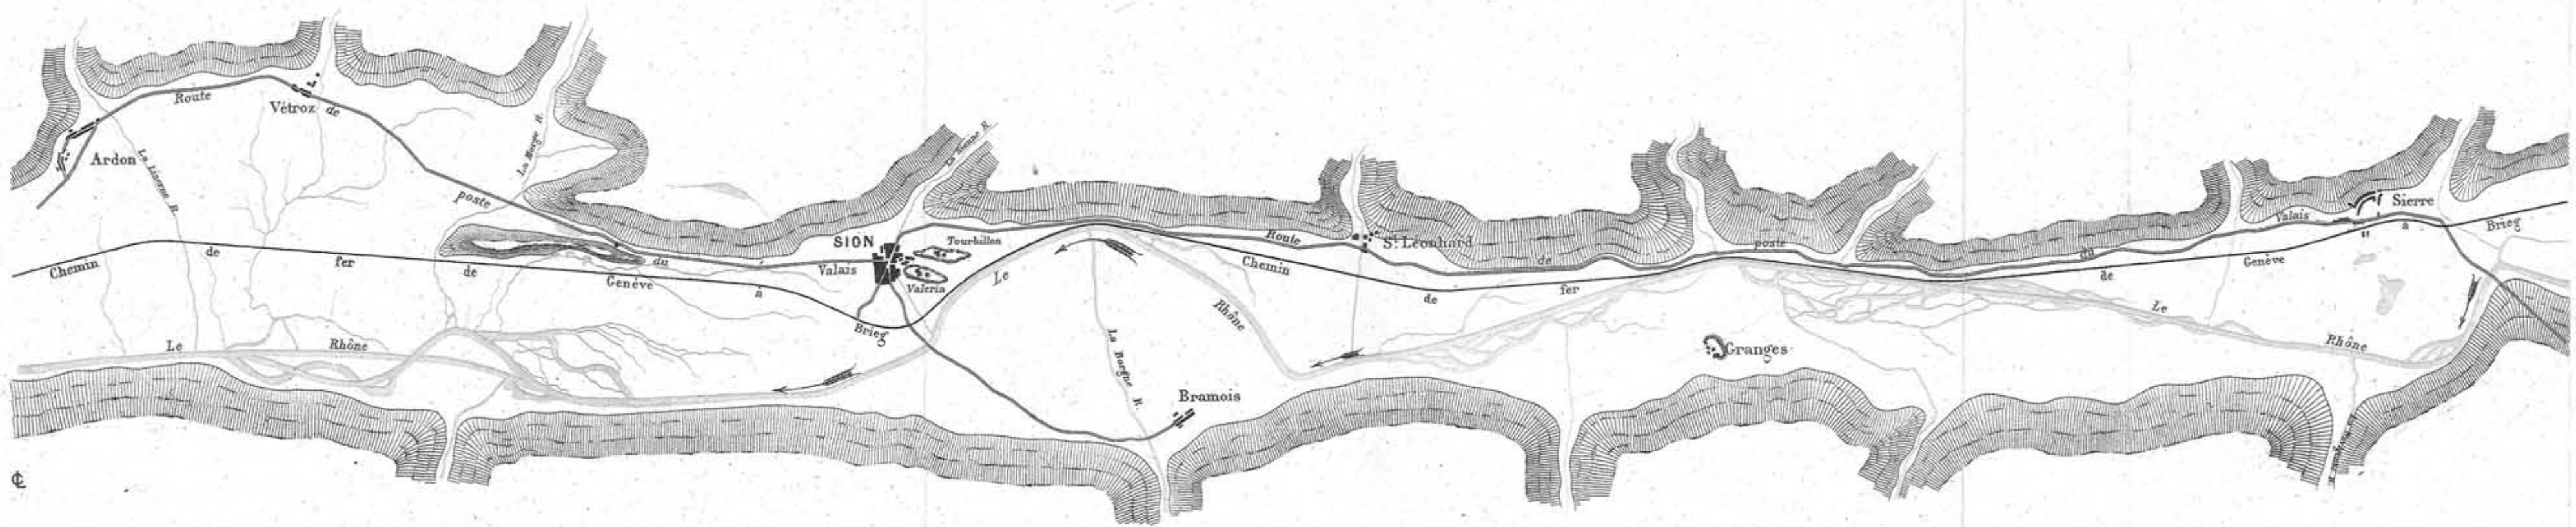 Route de poste du Valais
Vétroz
Ardon
La Liserne R.
La Morge R.
Chemin de fer de Genève à Brieg
Le Rhône
SION
La Sionne R.
Tourbillon
Valeria
Le Rhône
La Borgne R.
Bramois
Route de poste du Valais
St Léonhard
Chemin de fer de Genève à Brieg
Granges
Le Rhône
Sierre